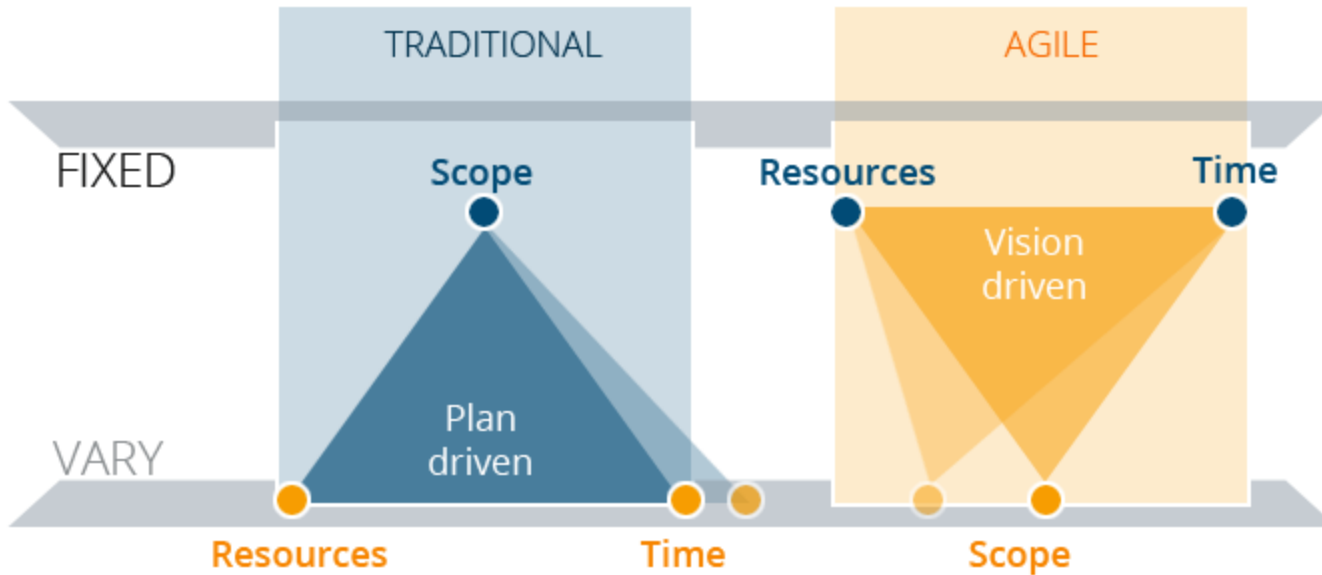 TRADITIONAL
AGILE
FIXED
Scope
Resources
Time
Vision
driven
Plan
driven
VARY
Resources
Time
Scope